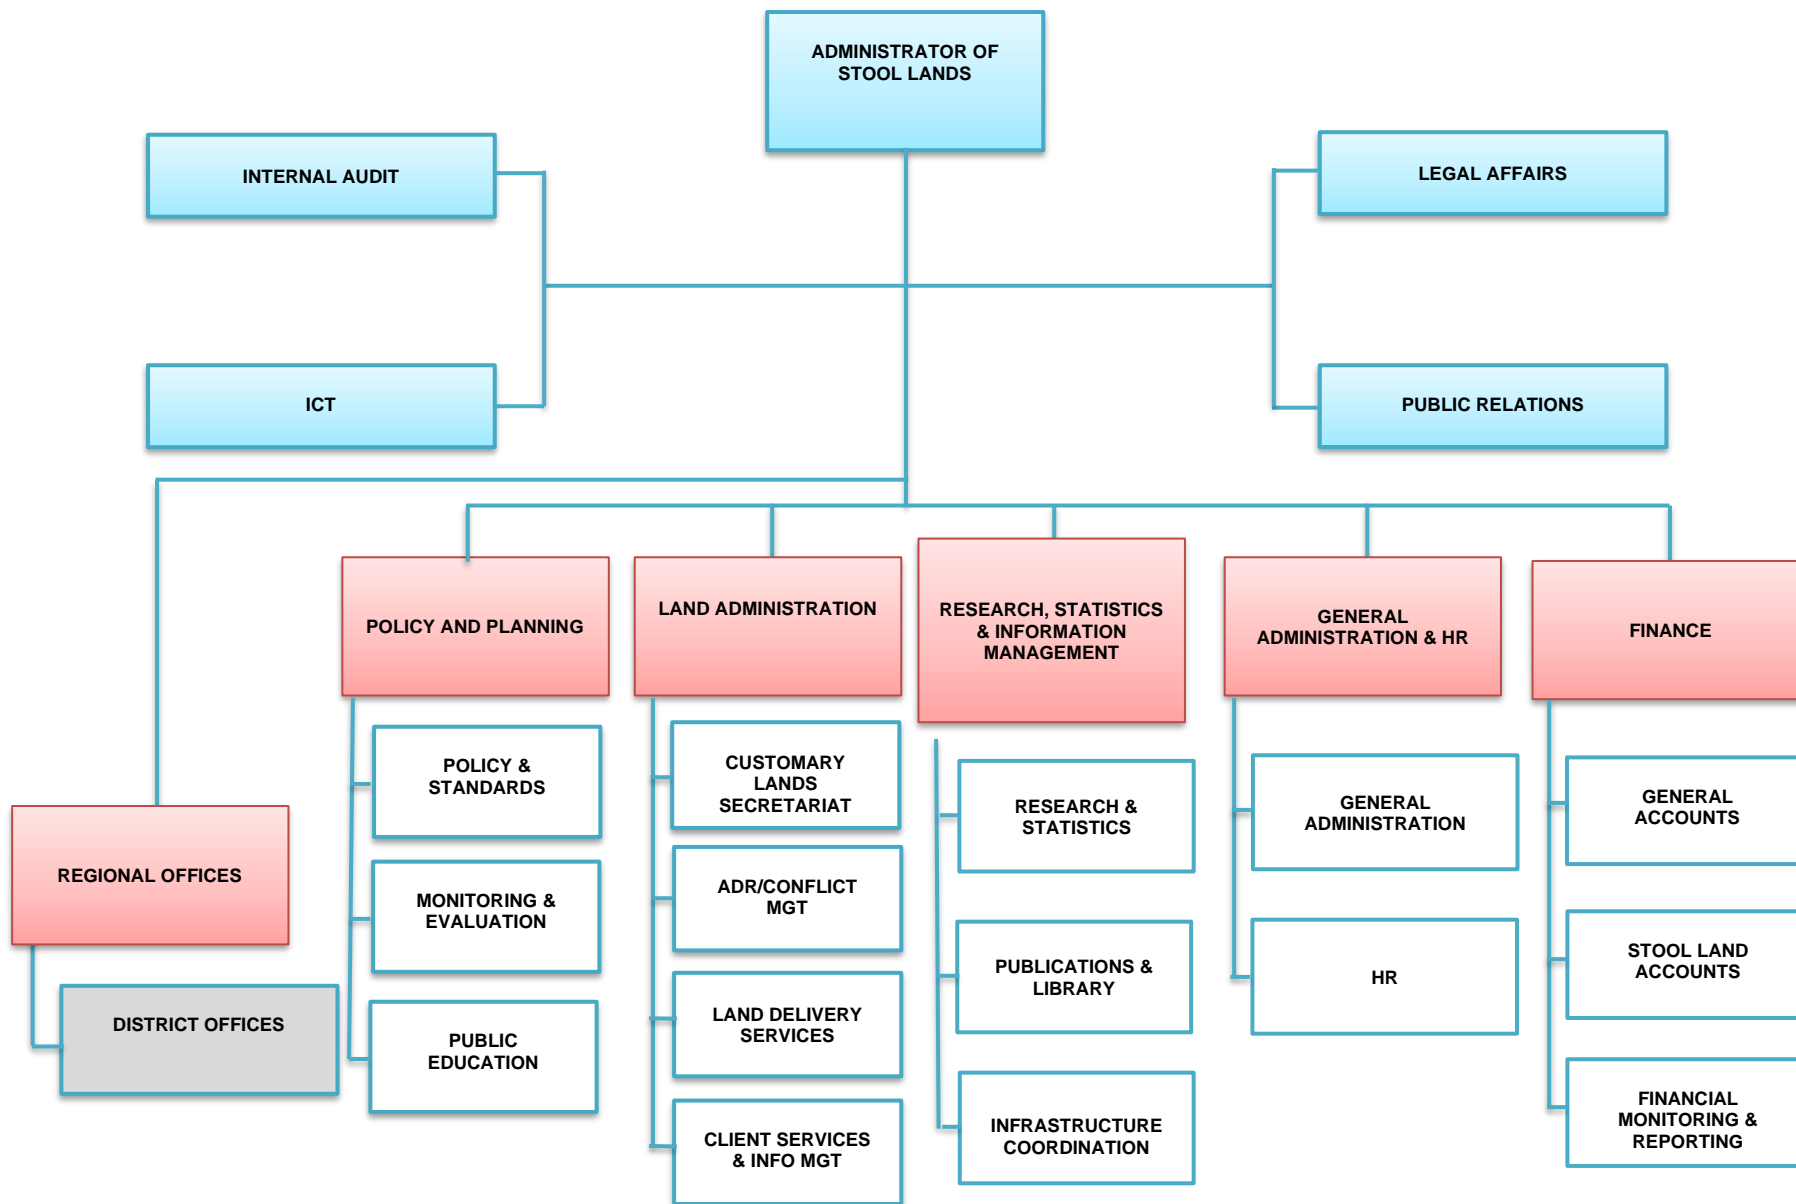 ADMINISTRATOR OF
STOOL LANDS
INTERNAL AUDIT
LEGAL AFFAIRS
ICT
PUBLIC RELATIONS
POLICY AND PLANNING
LAND ADMINISTRATION
RESEARCH, STATISTICS
& INFORMATION
MANAGEMENT
GENERAL
ADMINISTRATION & HR
FINANCE
REGIONAL OFFICES
DISTRICT OFFICES
POLICY &
STANDARDS
MONITORING &
EVALUATION
PUBLIC
EDUCATION
CUSTOMARY
LANDS
SECRETARIAT
ADR/CONFLICT
MGT
LAND DELIVERY
SERVICES
CLIENT SERVICES
& INFO MGT
RESEARCH &
STATISTICS
PUBLICATIONS &
LIBRARY
INFRASTRUCTURE
COORDINATION
GENERAL
ADMINISTRATION
HR
GENERAL
ACCOUNTS
STOOL LAND
ACCOUNTS
FINANCIAL
MONITORING &
REPORTING